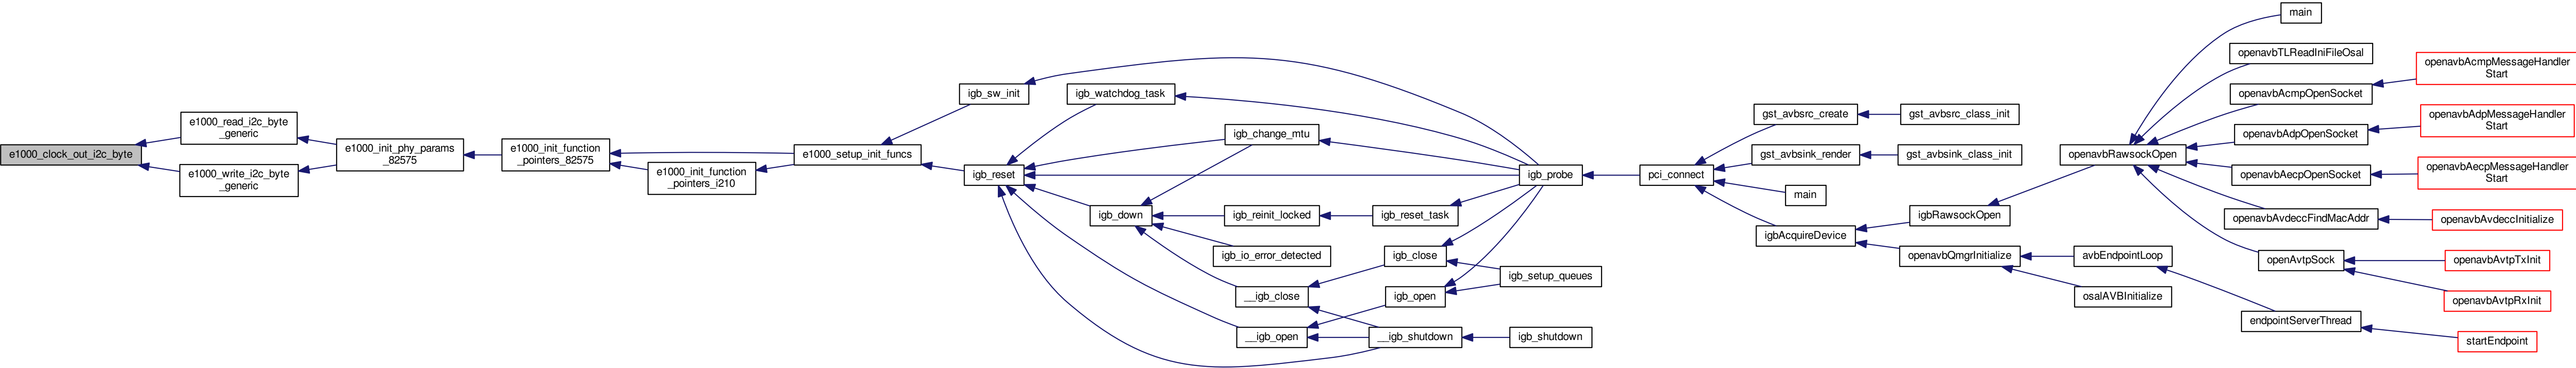 e1000_clock_out_i2c_byte
e1000_read_i2c_byte
_generic
e1000_write_i2c_byte
_generic
e1000_init_phy_params
_82575
e1000_init_function
_pointers_82575
e1000_init_function
_pointers_i210
e1000_setup_init_funcs
igb_sw_init
igb_reset
igb_watchdog_task
igb_change_mtu
igb_down
igb_reinit_locked
igb_reset_task
igb_io_error_detected
igb_close
__igb_close
igb_open
__igb_open
__igb_shutdown
igb_shutdown
igb_setup_queues
igb_probe
pci_connect
gst_avbsrc_create
gst_avbsrc_class_init
gst_avbsink_render
gst_avbsink_class_init
main
igbAcquireDevice
igbRawsockOpen
openavbQmgrInitialize
avbEndpointLoop
osalAVBInitialize
endpointServerThread
startEndpoint
openavbRawsockOpen
main
openavbTLReadIniFileOsal
openavbAcmpOpenSocket
openavbAcmpMessageHandler
Start
openavbAdpOpenSocket
openavbAdpMessageHandler
Start
openavbAecpOpenSocket
openavbAecpMessageHandler
Start
openavbAvdeccFindMacAddr
openavbAvdeccInitialize
openAvtpSock
openavbAvtpTxInit
openavbAvtpRxInit